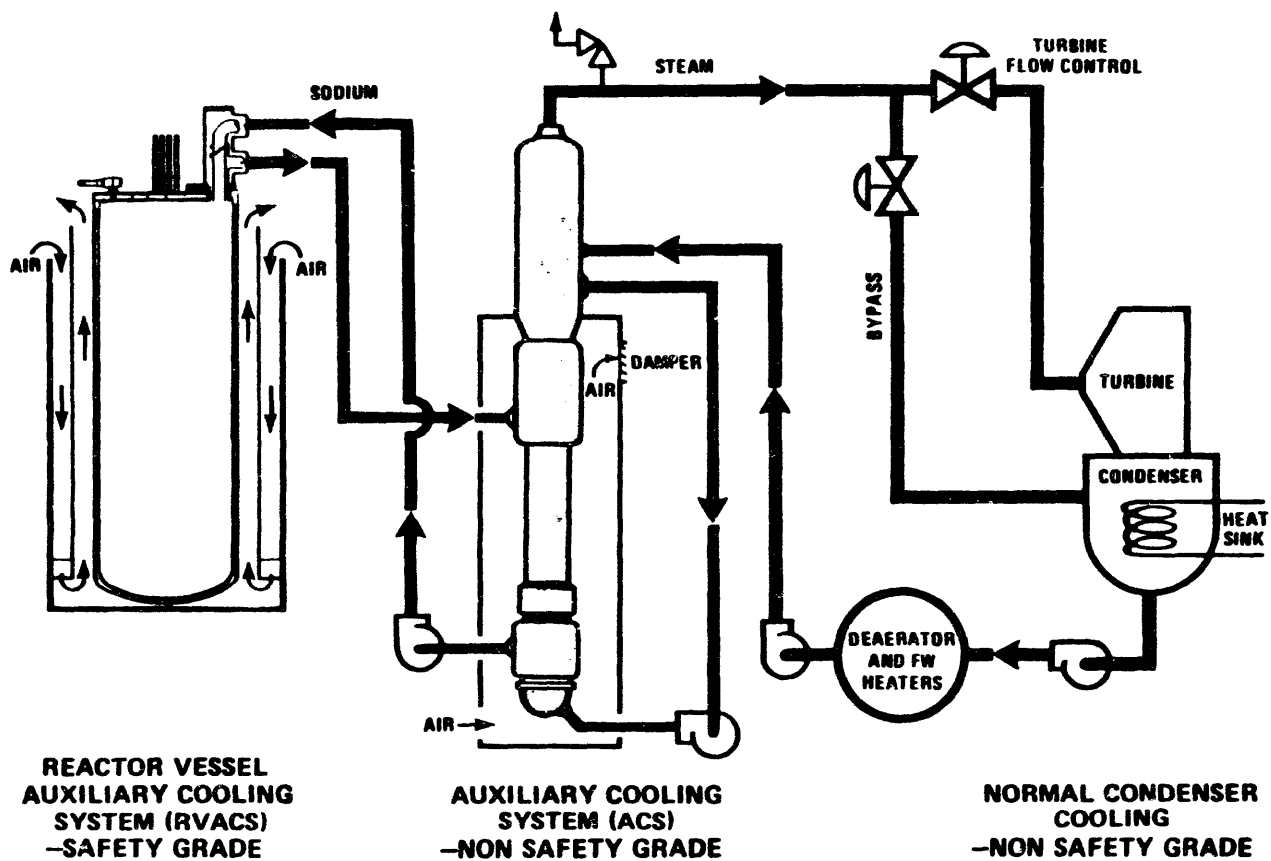 TURBINE
FLOW CONTROL
STEAM
SODIUM
AIR
AIR
BYPASS
DAMPER
AIR
TURBINE
CONDENSER
HEAT
SINK
DEAERATOR
AND FW
HEATERS
AIR
REACTOR VESSEL
AUXILIARY COOLING
SYSTEM (RVACS)
–SAFETY GRADE
AUXILIARY COOLING
SYSTEM (ACS)
–NON SAFETY GRADE
NORMAL CONDENSER
COOLING
–NON SAFETY GRADE